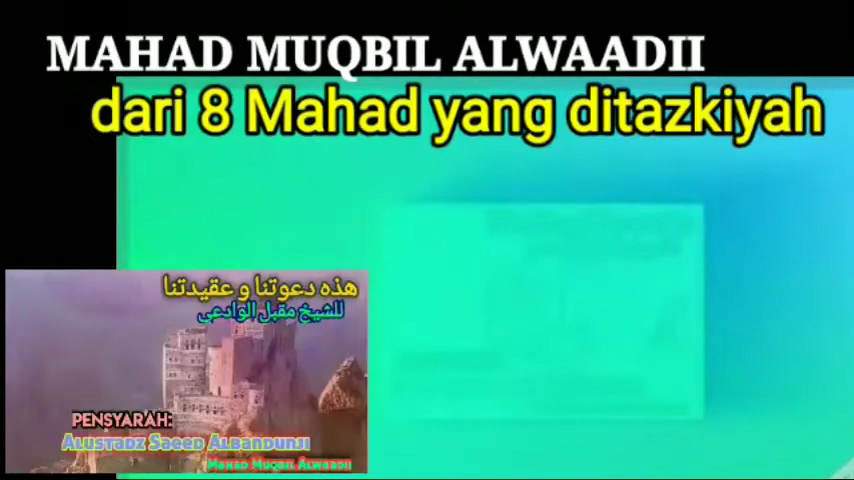 MAHAD MUQBIL ALWAADII
dari 8 Mahad yang ditazkiyah
هذه دعوتنا و عقيدتنا
للشيخ مقبل الوادعي
PENSYARAH:
ALUSTADZ SAEED ALBANDUNJI
MAHAD MUQBIL ALWAADII